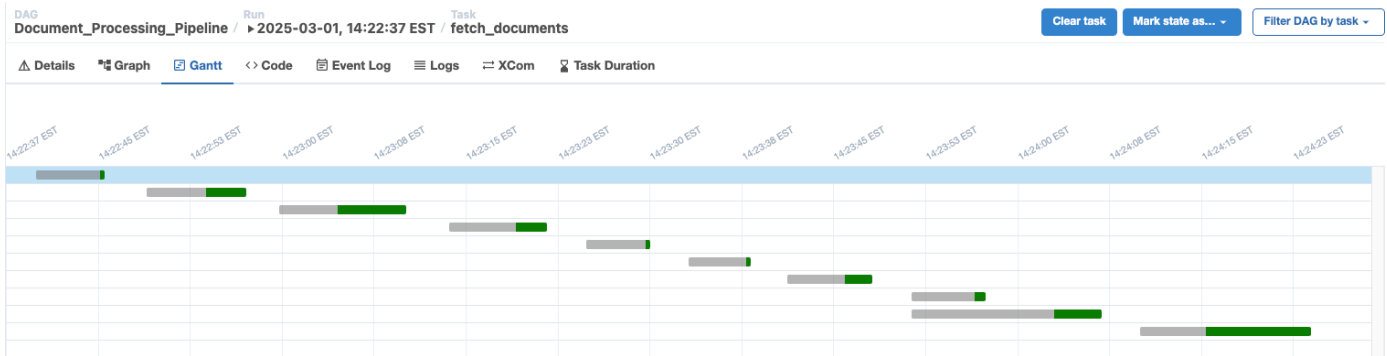 DAG Run Task
Document_Processing_Pipeline / 2025-03-01, 14:22:37 EST / fetch_documents
Clear task Mark state as... Filter DAG by task
Details Graph Gantt Code Event Log Logs XCom Task Duration
14:22:37 EST 14:22:45 EST 14:22:53 EST 14:23:00 EST 14:23:08 EST 14:23:15 EST 14:23:23 EST 14:23:30 EST 14:23:38 EST 14:23:45 EST 14:23:53 EST 14:24:00 EST 14:24:08 EST 14:24:15 EST 14:24:23 EST